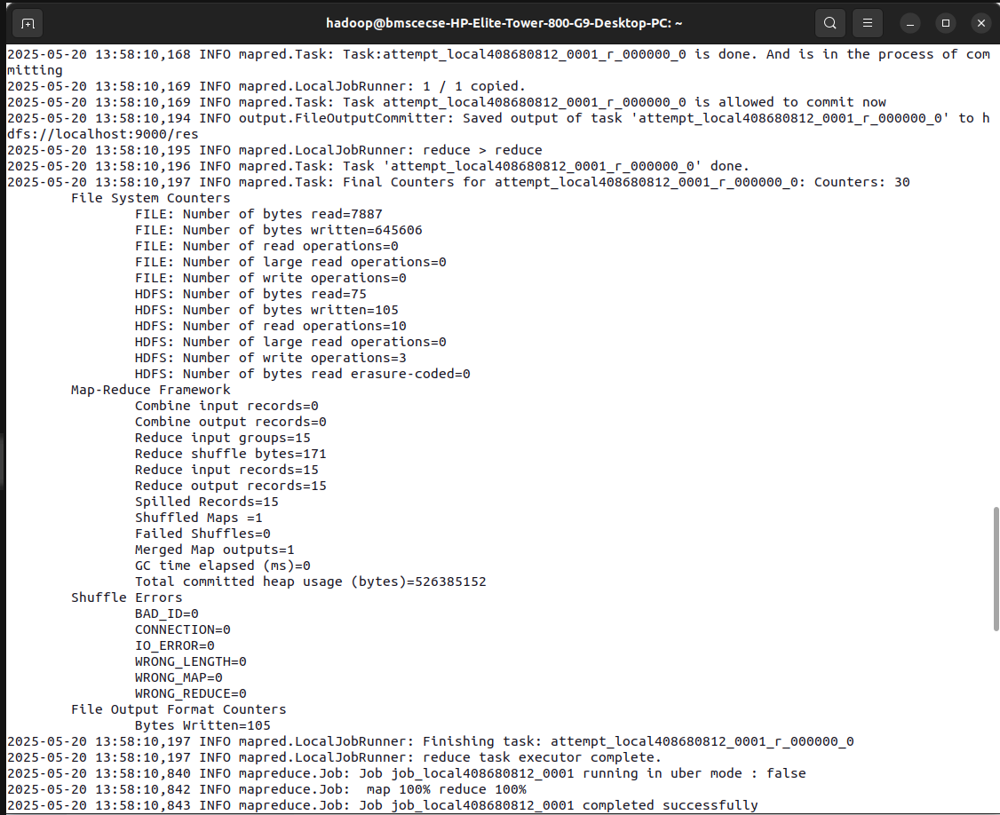 hadoop@bmscecse-HP-Elite-Tower-800-G9-Desktop-PC: ~
2025-05-20 13:58:10,168 INFO mapred.Task: Task:attempt_local408680812_0001_r_000000_0 is done. And is in the process of com
mitting
2025-05-20 13:58:10,169 INFO mapred.LocalJobRunner: 1 / 1 copied.
2025-05-20 13:58:10,169 INFO mapred.Task: Task attempt_local408680812_0001_r_000000_0 is allowed to commit now
2025-05-20 13:58:10,194 INFO output.FileOutputCommitter: Saved output of task 'attempt_local408680812_0001_r_000000_0' to h
dfs://localhost:9000/res
2025-05-20 13:58:10,195 INFO mapred.LocalJobRunner: reduce > reduce
2025-05-20 13:58:10,196 INFO mapred.Task: Task 'attempt_local408680812_0001_r_000000_0' done.
2025-05-20 13:58:10,197 INFO mapred.Task: Final Counters for attempt_local408680812_0001_r_000000_0: Counters: 30
File System Counters
FILE: Number of bytes read=7887
FILE: Number of bytes written=645606
FILE: Number of read operations=0
FILE: Number of large read operations=0
FILE: Number of write operations=0
HDFS: Number of bytes read=75
HDFS: Number of bytes written=105
HDFS: Number of read operations=10
HDFS: Number of large read operations=0
HDFS: Number of write operations=3
HDFS: Number of bytes read erasure-coded=0
Map-Reduce Framework
Combine input records=0
Combine output records=0
Reduce input groups=15
Reduce shuffle bytes=171
Reduce input records=15
Reduce output records=15
Spilled Records=15
Shuffled Maps =1
Failed Shuffles=0
Merged Map outputs=1
GC time elapsed (ms)=0
Total committed heap usage (bytes)=526385152
Shuffle Errors
BAD_ID=0
CONNECTION=0
IO_ERROR=0
WRONG_LENGTH=0
WRONG_MAP=0
WRONG_REDUCE=0
File Output Format Counters
Bytes Written=105
2025-05-20 13:58:10,197 INFO mapred.LocalJobRunner: Finishing task: attempt_local408680812_0001_r_000000_0
2025-05-20 13:58:10,197 INFO mapred.LocalJobRunner: reduce task executor complete.
2025-05-20 13:58:10,840 INFO mapreduce.Job: Job job_local408680812_0001 running in uber mode : false
2025-05-20 13:58:10,842 INFO mapreduce.Job:  map 100% reduce 100%
2025-05-20 13:58:10,843 INFO mapreduce.Job: Job job_local408680812_0001 completed successfully